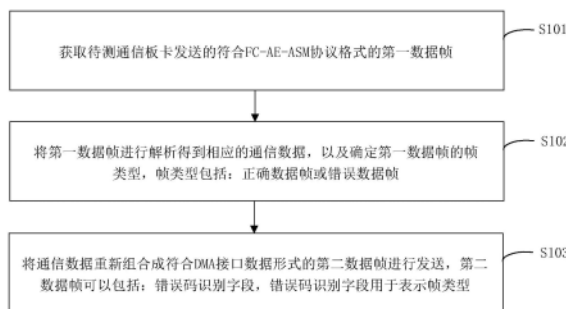 获取待测通信板卡发送的符合FC-AE-ASM协议格式的第一数据帧
S101
将第一数据帧进行解析得到相应的通信数据，以及确定第一数据帧的帧
类型，帧类型包括：正确数据帧或错误数据帧
S102
将通信数据重新组合成符合DMA接口数据形式的第二数据帧进行发送，第二
数据帧可以包括：错误码识别字段，错误码识别字段用于表示帧类型
S103